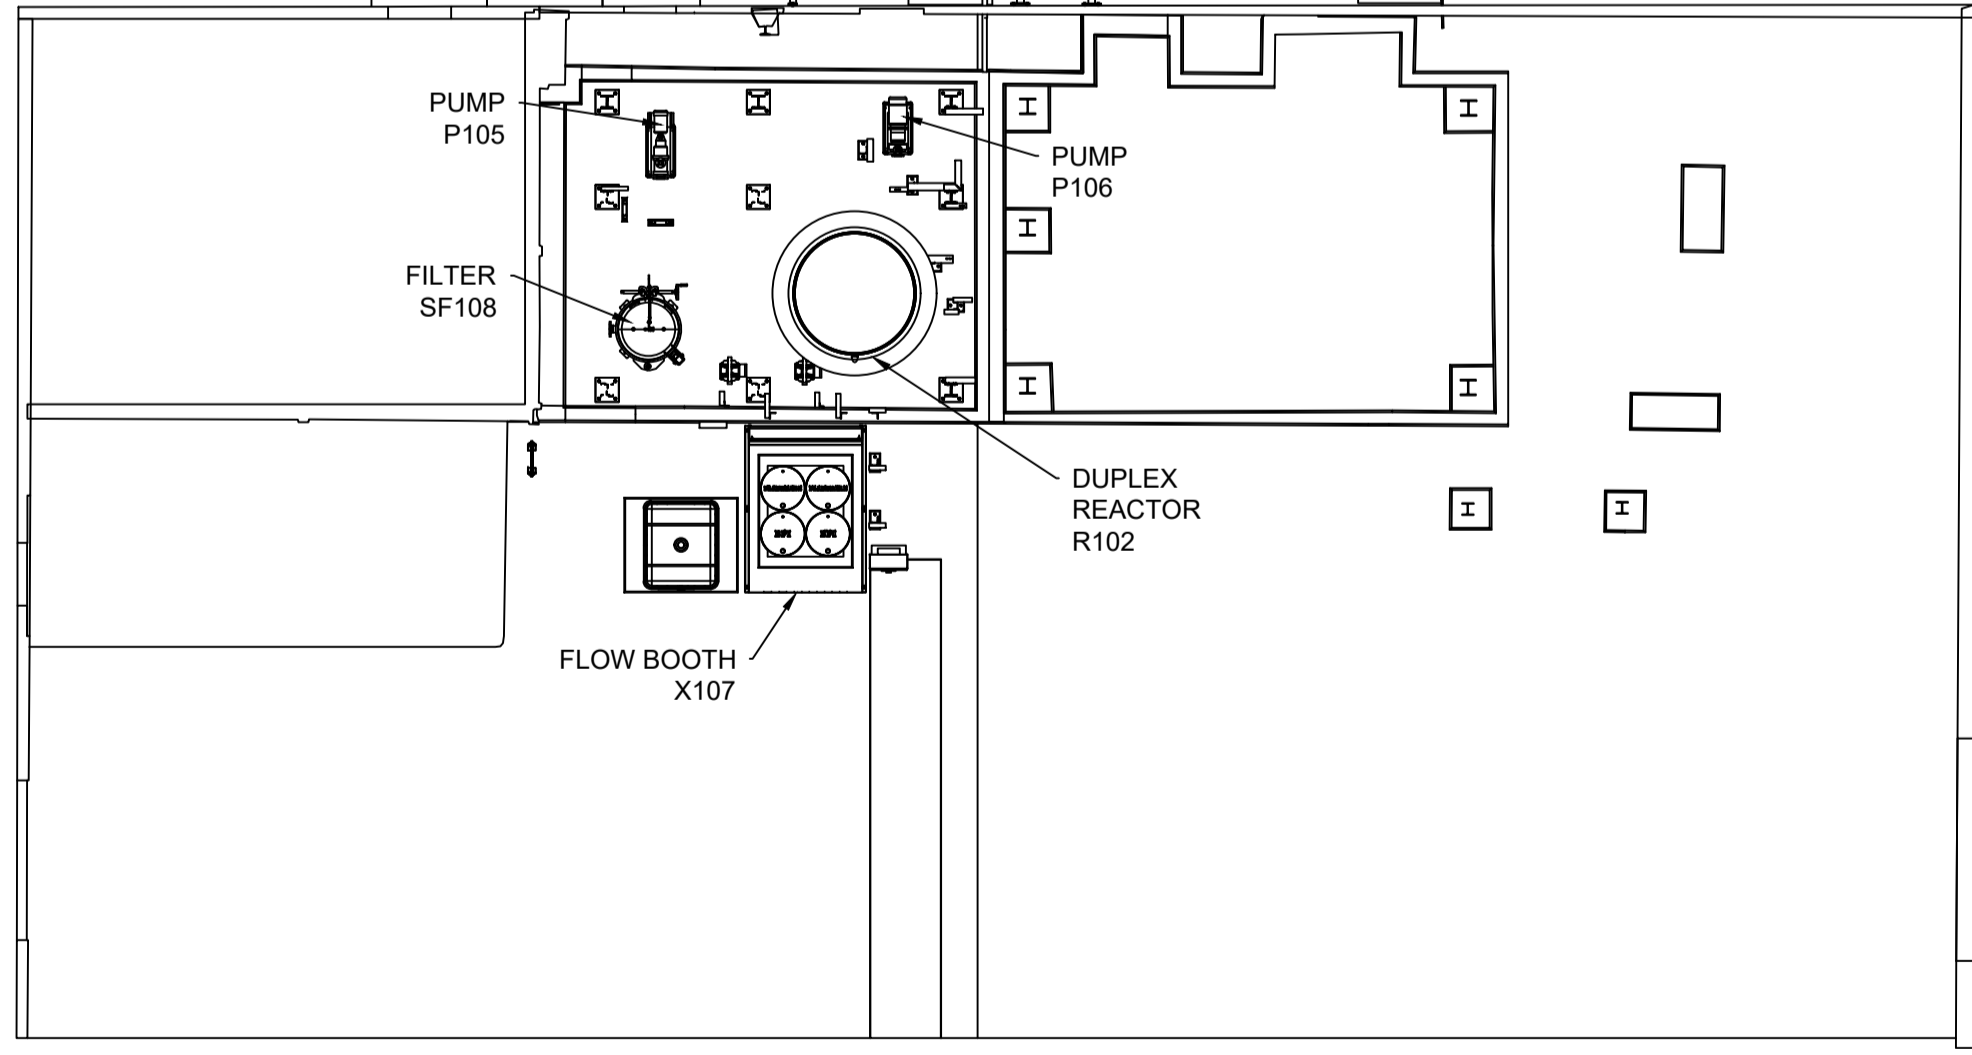 PUMP
P105
PUMP
P106
FILTER
SF108
DUPLEX
REACTOR
R102
FLOW BOOTH
X107